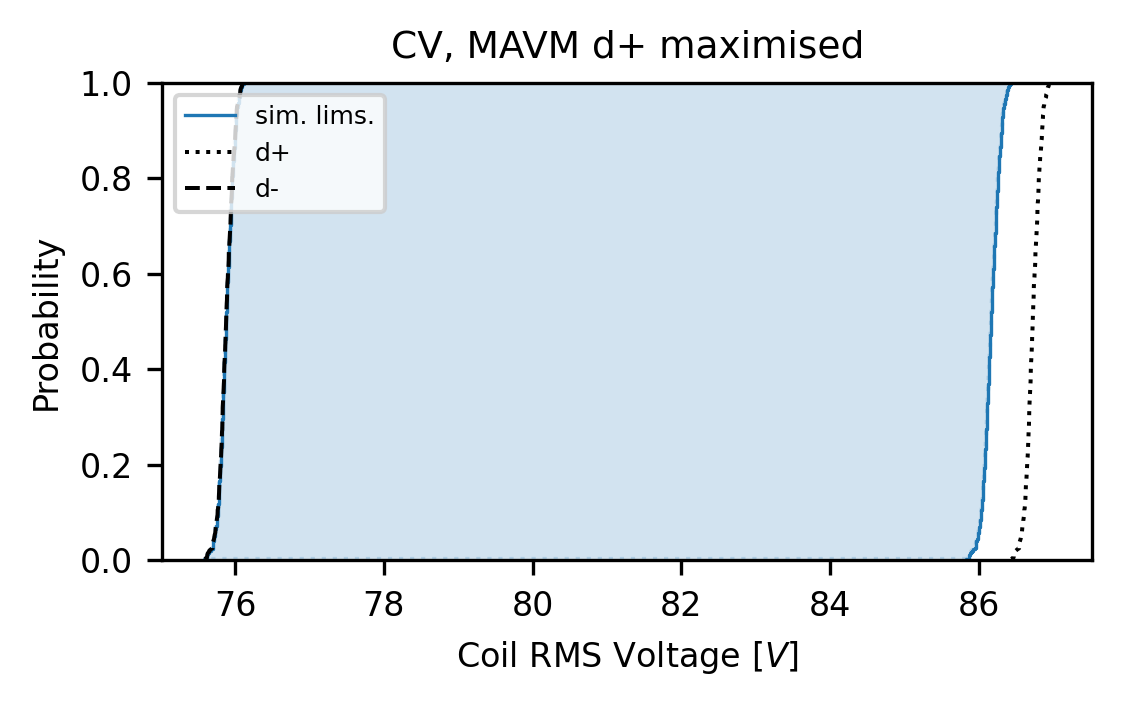 CV, MAVM d+ maximised
1.0
0.8
0.6
0.4
0.2
0.0
Probability
sim. lims.
d+
d-
76 78 80 82 84 86
Coil RMS Voltage [V]